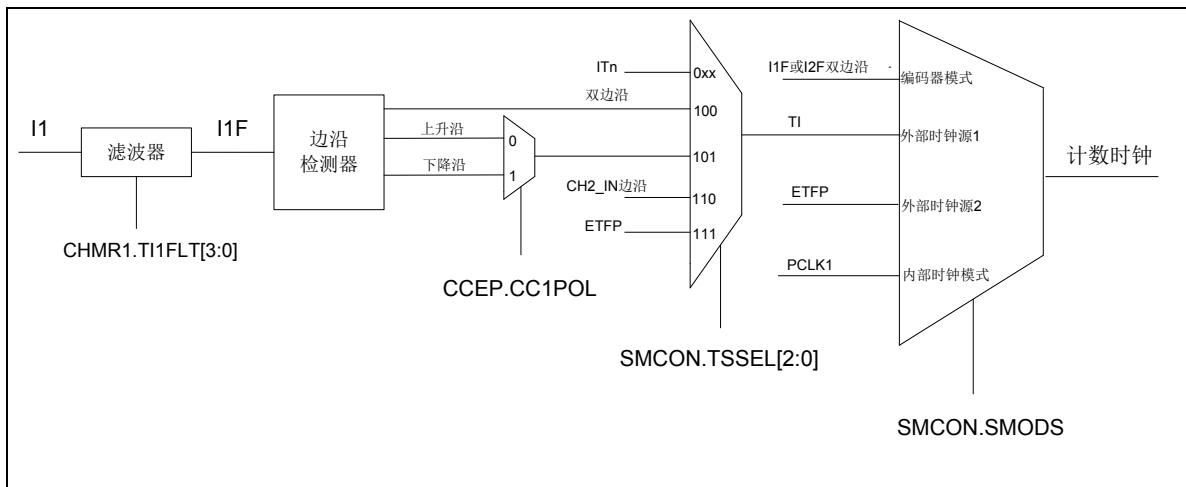 I1
滤波器
I1F
CHMR1.TI1FLT[3:0]
边沿
检测器
双边沿
上升沿
下降沿
0
1
CCEP.CC1POL
ITn
CH2_IN边沿
ETFP
0xx
100
101
110
111
SMCON.TSSEL[2:0]
I1F或I2F双边沿
TI
ETFP
PCLK1
编码器模式
外部时钟源1
外部时钟源2
内部时钟模式
SMCON.SMODS
计数时钟